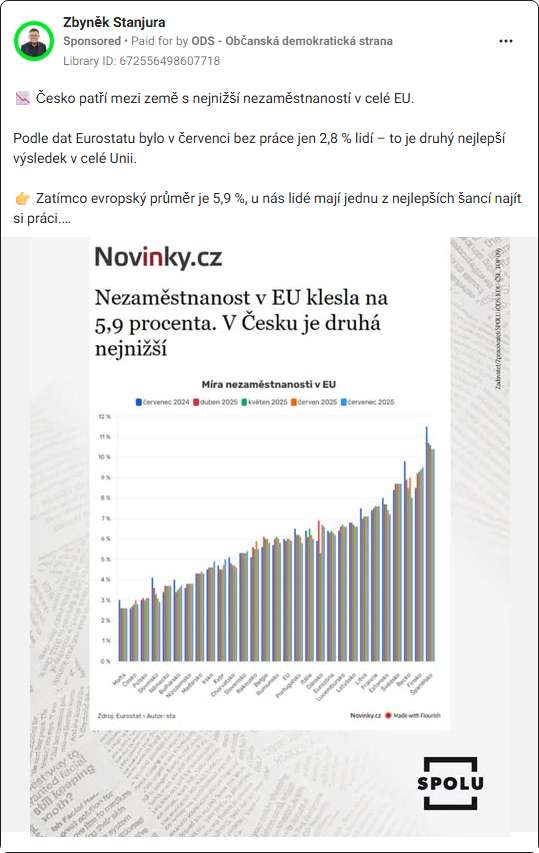 Zbyněk Stanjura
Sponsored • Paid for by ODS - Občanská demokratická strana
Library ID: 672556498607718
Česko patří mezi země s nejnižší nezaměstnaností v celé EU.
Podle dat Eurostatu bylo v červenci bez práce jen 2,8 % lidí – to je druhý nejlepší
výsledek v celé Unii.
Zatímco evropský průměr je 5,9 %, u nás lidé mají jednu z nejlepších šancí najít
si práci....
Novinky.cz
Nezaměstnanost v EU klesla na
5,9 procenta. V Česku je druhá
nejnižší
Míra nezaměstnanosti v EU
červenec 2024 duben 2025 květen 2025 červen 2025 červenec 2025
12 %
11 %
10 %
9 %
8 %
7 %
6 %
5 %
4 %
3 %
2 %
1 %
0 %
Malta
Česko
Polsko
Slovinsko
Německo
Bulharsko
Nizozemsko
Maďarsko
Irsko
Kypr
Chorvatsko
Slovensko
Rakousko
Belgie
Rumunsko
EU
Portugalsko
Itálie
Dánsko
Eurozóna
Lucembursko
Lotyšsko
Litva
Francie
Estonsko
Švédsko
Řecko
Finsko
Španělsko
Zdroj: Eurostat • Autor: sta
Novinky.cz Made with Flourish
Zadavatel/Zpracovatel: SPOLU (ODS, KDU-ČSL, TOP 09)
SPOLU